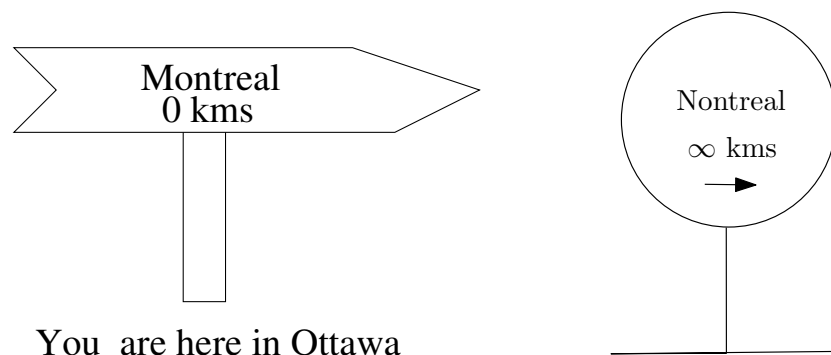 Montreal
0 kms
You are here in Ottawa
Nontreal
∞ kms